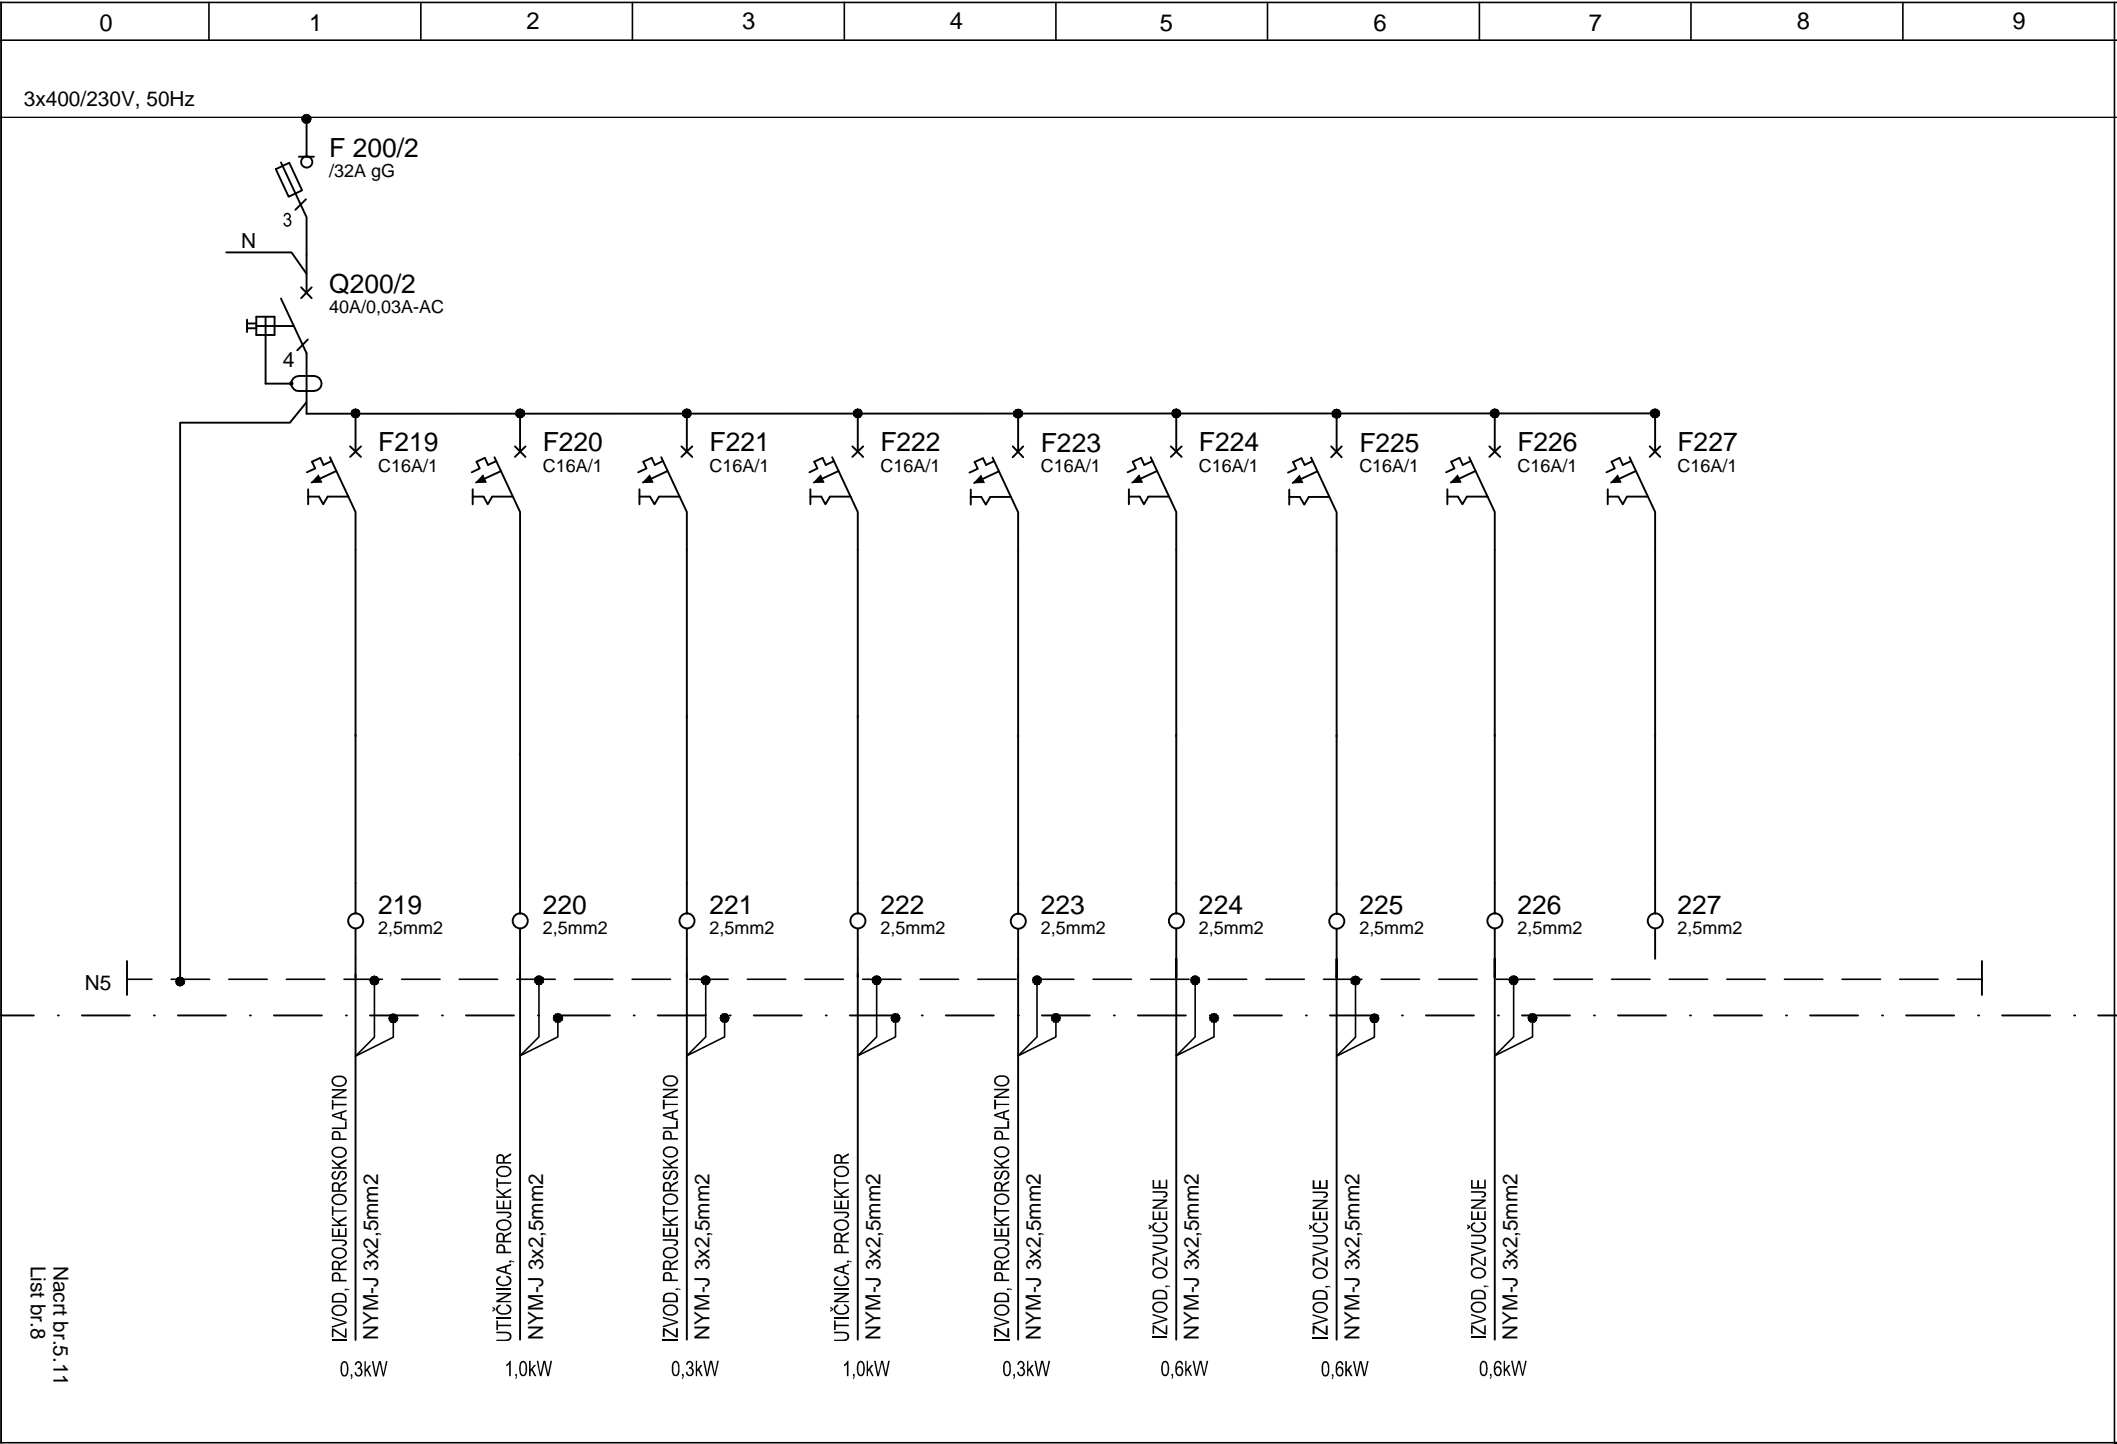 0 1 2 3 4 5 6 7 8 9
3x400/230V, 50Hz
F 200/2
/32A gG
3
N
Q200/2
40A/0,03A-AC
4
F219 F220 F221 F222 F223 F224 F225 F226 F227
C16A/1 C16A/1 C16A/1 C16A/1 C16A/1 C16A/1 C16A/1 C16A/1 C16A/1
219 220 221 222 223 224 225 226 227
2,5mm2 2,5mm2 2,5mm2 2,5mm2 2,5mm2 2,5mm2 2,5mm2 2,5mm2 2,5mm2
N5
IZVOD, PROJEKTORSKO PLATNO
NYM-J 3x2,5mm2
UTIČNICA, PROJEKTOR
NYM-J 3x2,5mm2
IZVOD, PROJEKTORSKO PLATNO
NYM-J 3x2,5mm2
UTIČNICA, PROJEKTOR
NYM-J 3x2,5mm2
IZVOD, PROJEKTORSKO PLATNO
NYM-J 3x2,5mm2
IZVOD, OZVUČENJE
NYM-J 3x2,5mm2
IZVOD, OZVUČENJE
NYM-J 3x2,5mm2
IZVOD, OZVUČENJE
NYM-J 3x2,5mm2
0,3kW 1,0kW 0,3kW 1,0kW 0,3kW 0,6kW 0,6kW 0,6kW
Nacrt br.5.11
List br.8